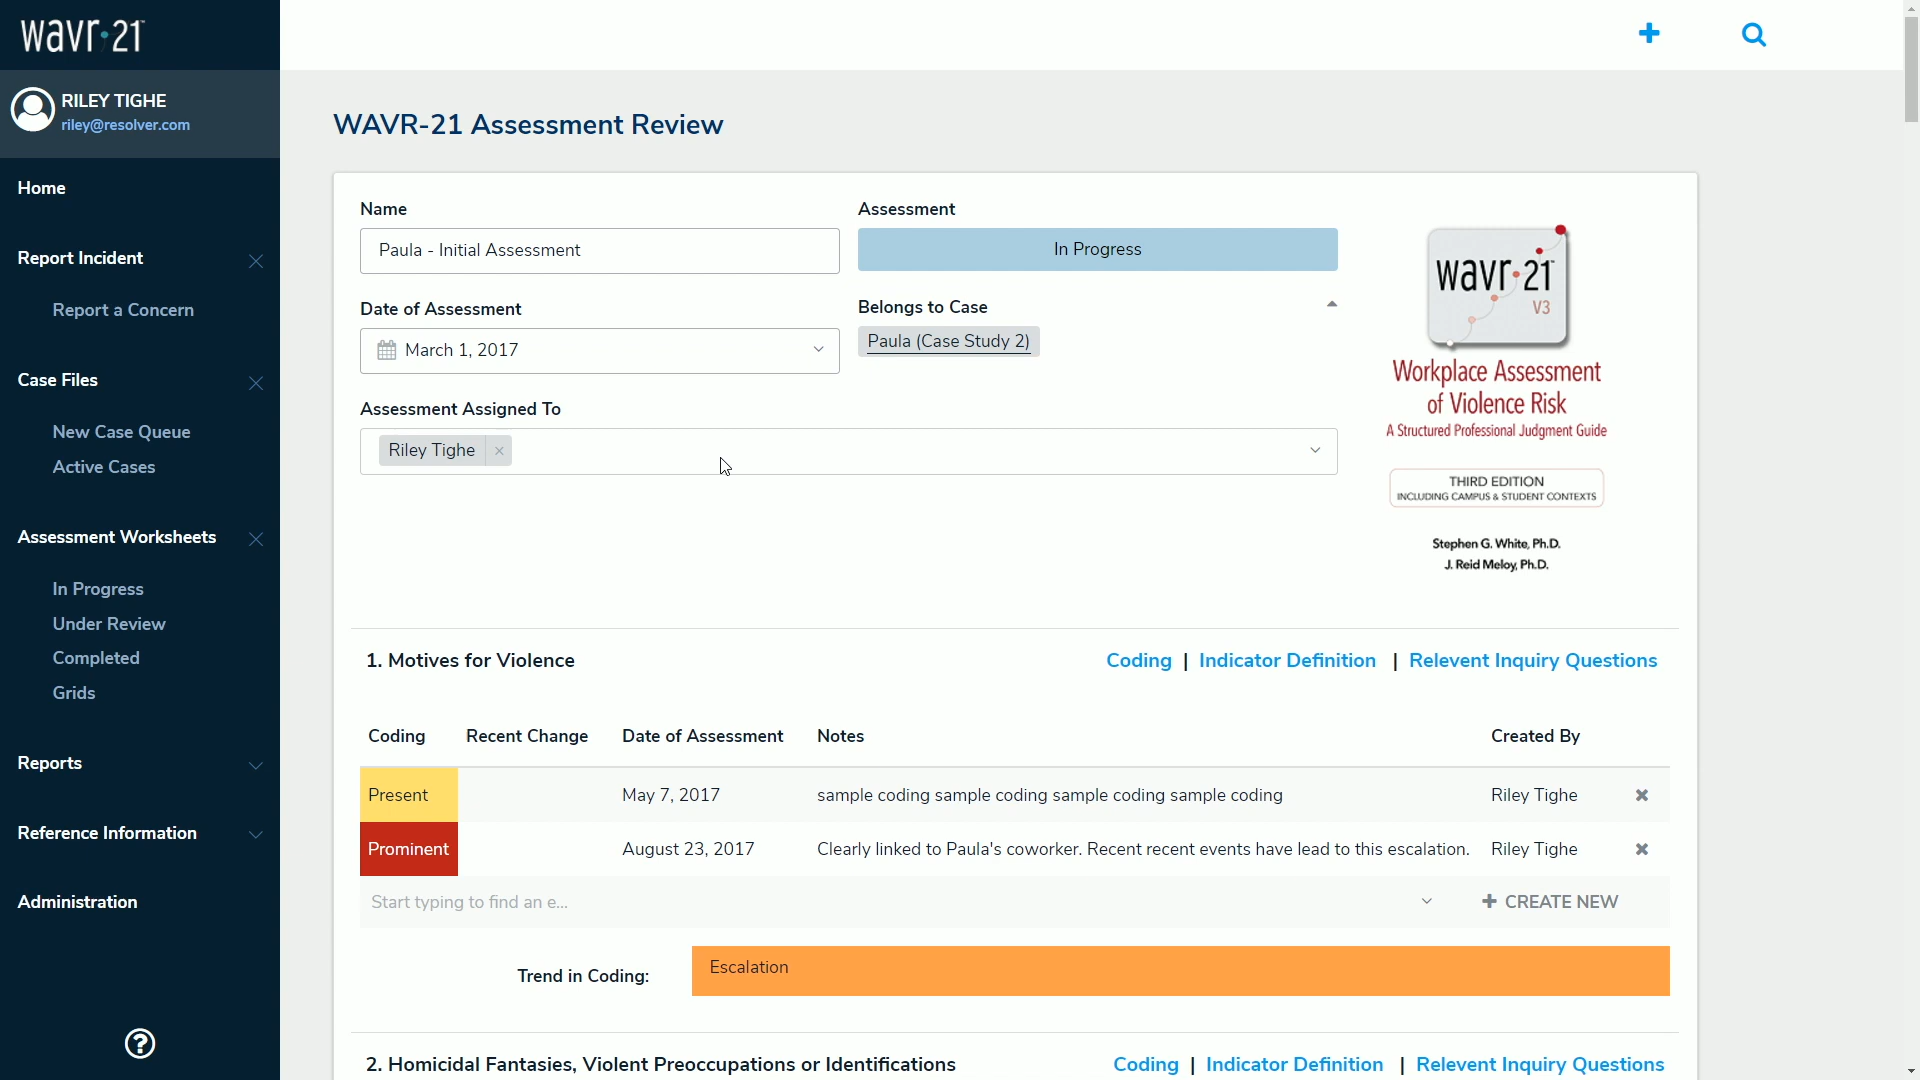 wavr·21™
RILEY TIGHE
riley@resolver.com
Home
Report Incident
Report a Concern
Case Files
New Case Queue
Active Cases
Assessment Worksheets
In Progress
Under Review
Completed
Grids
Reports
Reference Information
Administration
WAVR-21 Assessment Review
Name
Paula - Initial Assessment
Assessment
In Progress
Date of Assessment
March 1, 2017
Belongs to Case
Paula (Case Study 2)
Assessment Assigned To
Riley Tighe
wavr·21™
V3
Workplace Assessment
of Violence Risk
A Structured Professional Judgment Guide
THIRD EDITION
INCLUDING CAMPUS & STUDENT CONTEXTS
Stephen G. White, Ph.D.
J. Reid Meloy, Ph.D.
1. Motives for Violence
Coding | Indicator Definition | Relevent Inquiry Questions
Coding Recent Change Date of Assessment Notes Created By
Present May 7, 2017 sample coding sample coding sample coding sample coding Riley Tighe
Prominent August 23, 2017 Clearly linked to Paula's coworker. Recent recent events have lead to this escalation. Riley Tighe
Start typing to find an e... CREATE NEW
Trend in Coding: Escalation
2. Homicidal Fantasies, Violent Preoccupations or Identifications
Coding | Indicator Definition | Relevent Inquiry Questions